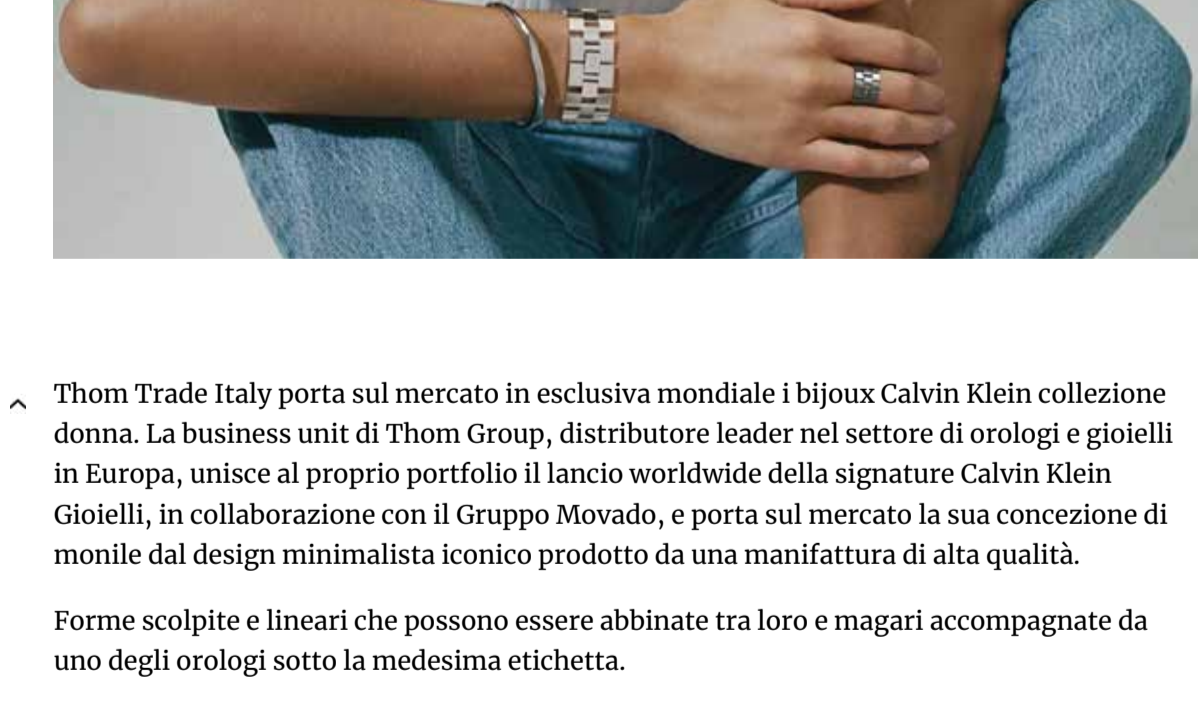 Thom Trade Italy porta sul mercato in esclusiva mondiale i bijoux Calvin Klein collezione
donna. La business unit di Thom Group, distributore leader nel settore di orologi e gioielli
in Europa, unisce al proprio portfolio il lancio worldwide della signature Calvin Klein
Gioielli, in collaborazione con il Gruppo Movado, e porta sul mercato la sua concezione di
monile dal design minimalista iconico prodotto da una manifattura di alta qualità.
Forme scolpite e lineari che possono essere abbinate tra loro e magari accompagnate da
uno degli orologi sotto la medesima etichetta.